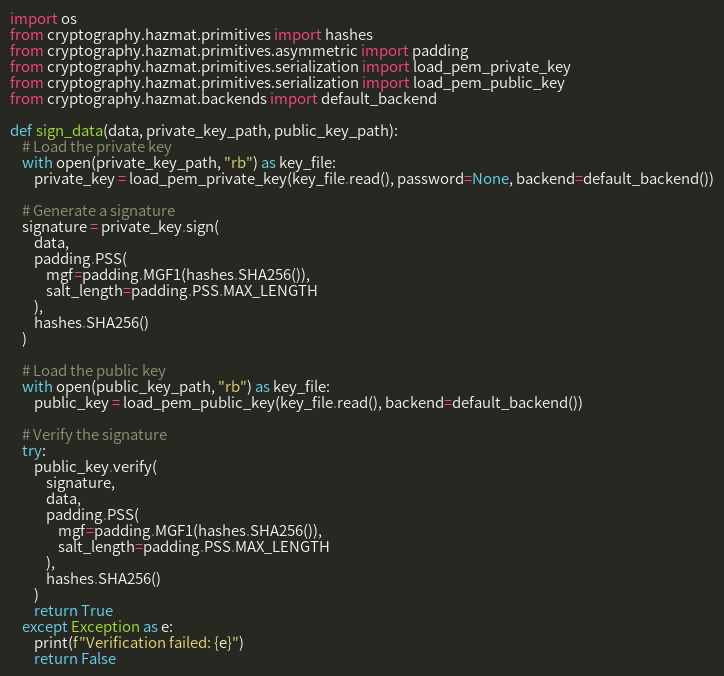 import os
from cryptography.hazmat.primitives import hashes
from cryptography.hazmat.primitives.asymmetric import padding
from cryptography.hazmat.primitives.serialization import load_pem_private_key
from cryptography.hazmat.primitives.serialization import load_pem_public_key
from cryptography.hazmat.backends import default_backend

def sign_data(data, private_key_path, public_key_path):
    # Load the private key
    with open(private_key_path, "rb") as key_file:
        private_key = load_pem_private_key(key_file.read(), password=None, backend=default_backend())

    # Generate a signature
    signature = private_key.sign(
        data,
        padding.PSS(
            mgf=padding.MGF1(hashes.SHA256()),
            salt_length=padding.PSS.MAX_LENGTH
        ),
        hashes.SHA256()
    )

    # Load the public key
    with open(public_key_path, "rb") as key_file:
        public_key = load_pem_public_key(key_file.read(), backend=default_backend())

    # Verify the signature
    try:
        public_key.verify(
            signature,
            data,
            padding.PSS(
                mgf=padding.MGF1(hashes.SHA256()),
                salt_length=padding.PSS.MAX_LENGTH
            ),
            hashes.SHA256()
        )
        return True
    except Exception as e:
        print(f"Verification failed: {e}")
        return False